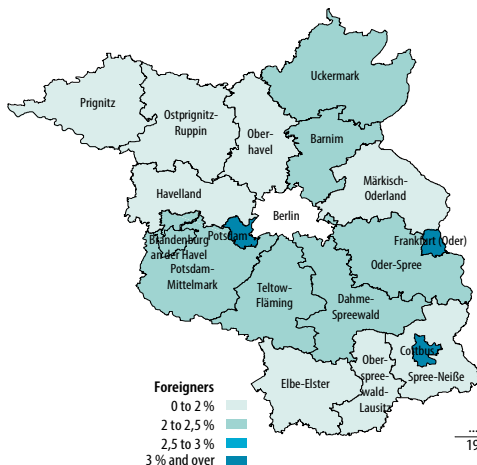 Uckermark
Prignitz
Ostprignitz-
Ruppin
Ober-
havel
Barnim
Havelland
Märkisch-
Oderland
Berlin
Potsdam
Frankfurt (Oder)
Brandenburg
an der Havel
Potsdam-
Mittelmark
Oder-Spree
Teltow-
Fläming
Dahme-
Spreewald
Cottbus
Spree-Neiße
Ober-
spree-
wald-
Lausitz
Elbe-Elster
Foreigners
0 to 2 %
2 to 2,5 %
2,5 to 3 %
3 % and over
...
19